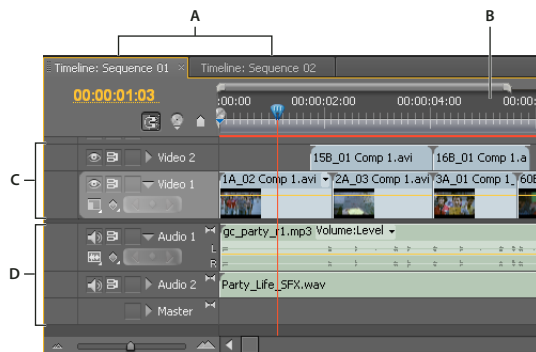 A
B
Timeline: Sequence 01 × Timeline: Sequence 02
00:00:01:03
:00:00 00:00:02:00 00:00:04:00 00:00:
C
Video 2
15B_01 Comp 1.avi 16B_01 Comp 1.a
Video 1
1A_02 Comp 1.avi 2A_03 Comp 1.avi 3A_01 Comp 1_ 60B
D
Audio 1
gc_party_r1.mp3 Volume:Level
L
R
Audio 2
Party_Life_SFX.wav
Master